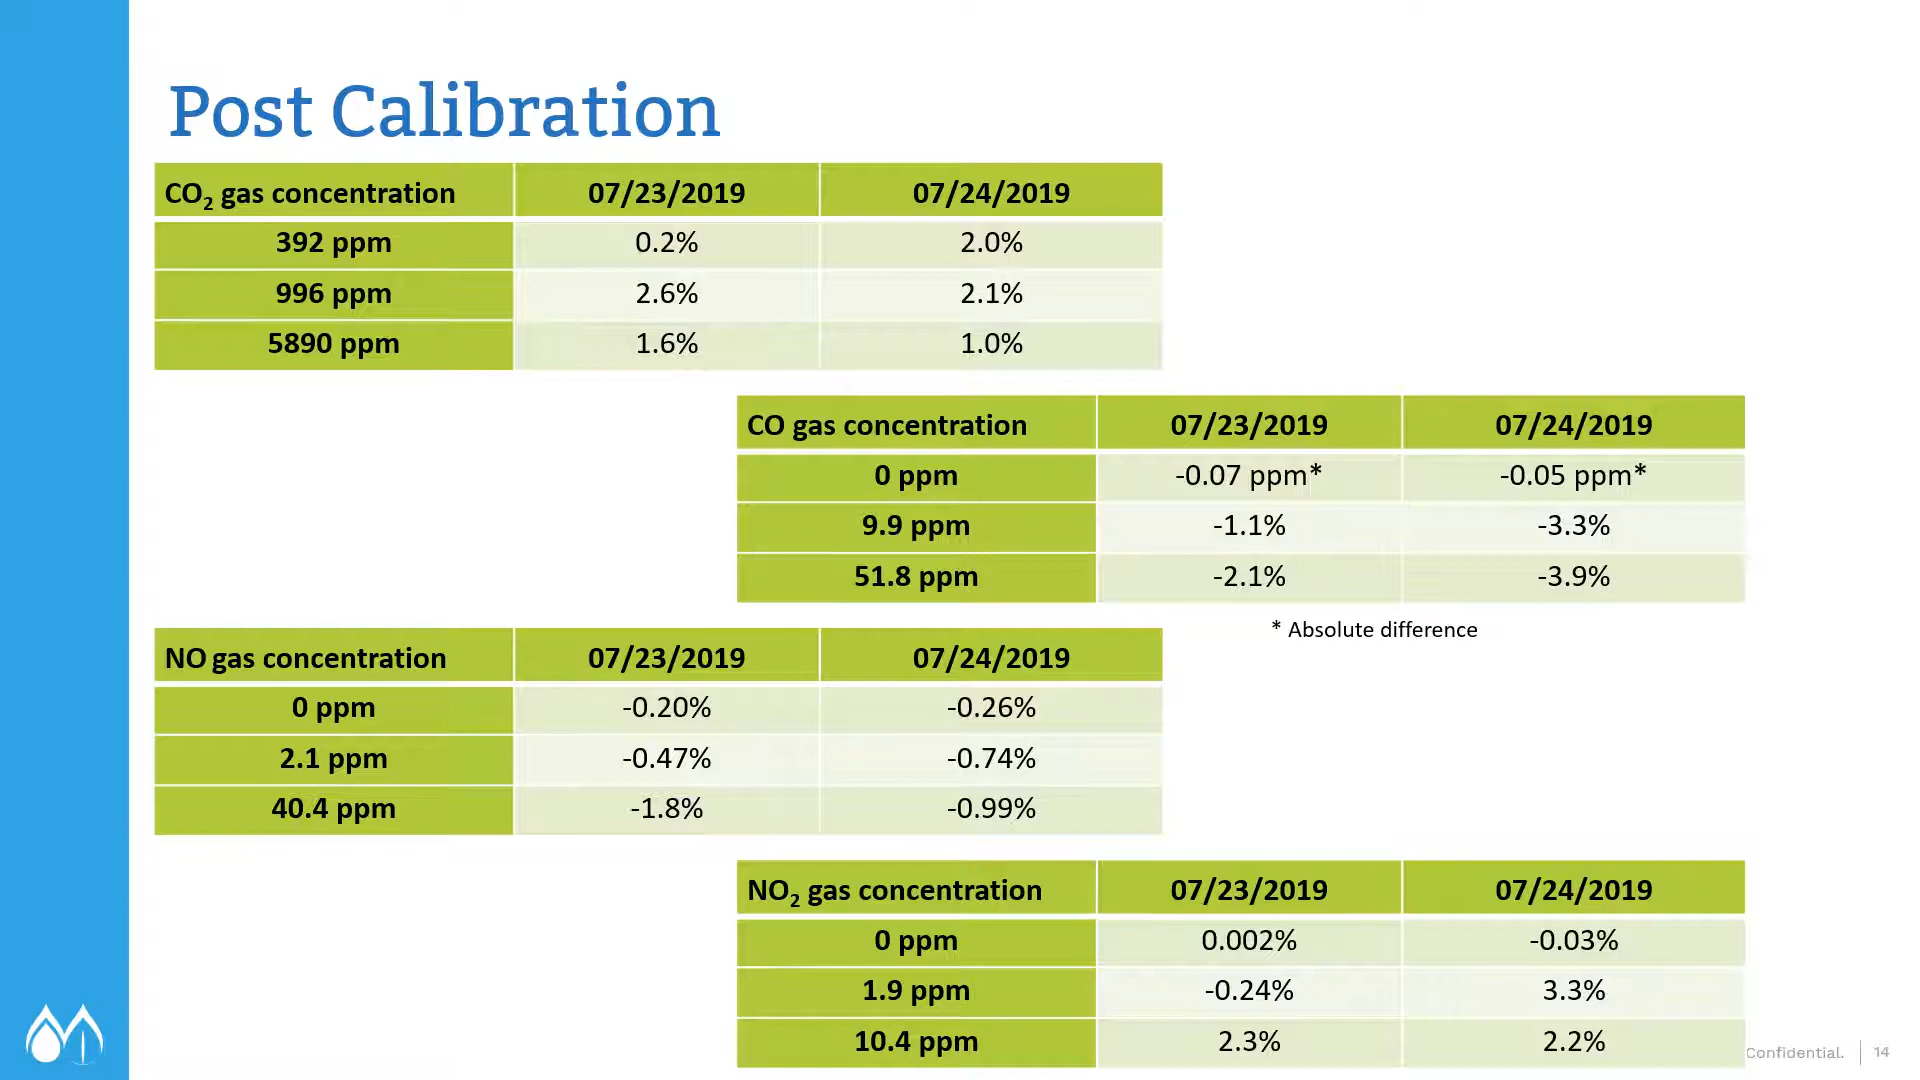 Post Calibration
CO₂ gas concentration 07/23/2019 07/24/2019
392 ppm 0.2% 2.0%
996 ppm 2.6% 2.1%
5890 ppm 1.6% 1.0%
CO gas concentration 07/23/2019 07/24/2019
0 ppm -0.07 ppm* -0.05 ppm*
9.9 ppm -1.1% -3.3%
51.8 ppm -2.1% -3.9%
* Absolute difference
NO gas concentration 07/23/2019 07/24/2019
0 ppm -0.20% -0.26%
2.1 ppm -0.47% -0.74%
40.4 ppm -1.8% -0.99%
NO₂ gas concentration 07/23/2019 07/24/2019
0 ppm 0.002% -0.03%
1.9 ppm -0.24% 3.3%
10.4 ppm 2.3% 2.2%
Confidential. 14